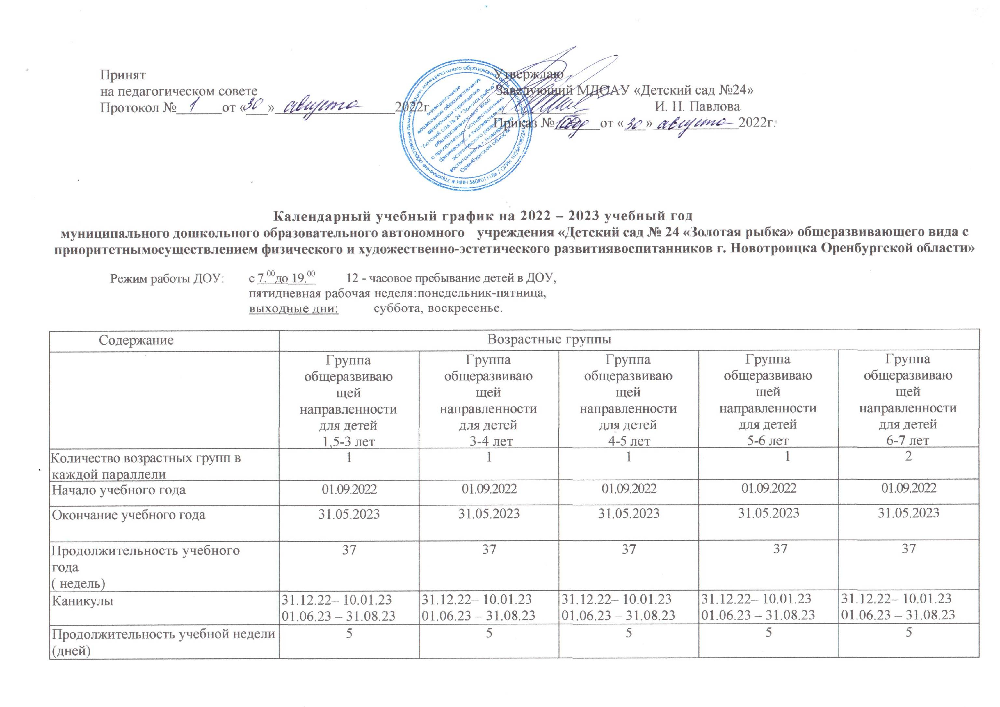 Принят
на педагогическом совете
Протокол № 1 от «30» августа 2022г.
Утверждаю
Заведующий МДОАУ «Детский сад №24»
И. Н. Павлова
Приказ № от «30» августа 2022г.
муниципальное
дошкольное образовательное
автономное учреждение
"Детский сад № 24 "Золотая рыбка"
общеразвивающего вида
с приоритетным осуществлением
физического и художественно-
эстетического развития
воспитанников г. Новотроицка
Оренбургской области"
Календарный учебный график на 2022 – 2023 учебный год
муниципального дошкольного образовательного автономного учреждения «Детский сад № 24 «Золотая рыбка» общеразвивающего вида с
приоритетнымосуществлением физического и художественно-эстетического развитиявоспитанников г. Новотроицка Оренбургской области»
Режим работы ДОУ: с 7.00до 19.00 12 - часовое пребывание детей в ДОУ,
пятидневная рабочая неделя:понедельник-пятница,
выходные дни: суббота, воскресенье.
Содержание Возрастные группы
Группа Группа Группа Группа Группа
общеразвиваю общеразвиваю общеразвиваю общеразвиваю общеразвиваю
щей щей щей щей щей
направленности направленности направленности направленности направленности
для детей для детей для детей для детей для детей
1,5-3 лет 3-4 лет 4-5 лет 5-6 лет 6-7 лет
Количество возрастных групп в 1 1 1 1 2
каждой параллели
Начало учебного года 01.09.2022 01.09.2022 01.09.2022 01.09.2022 01.09.2022
Окончание учебного года 31.05.2023 31.05.2023 31.05.2023 31.05.2023 31.05.2023
Продолжительность учебного 37 37 37 37 37
года
( недель)
Каникулы 31.12.22– 10.01.23 31.12.22– 10.01.23 31.12.22– 10.01.23 31.12.22– 10.01.23 31.12.22– 10.01.23
01.06.23 – 31.08.23 01.06.23 – 31.08.23 01.06.23 – 31.08.23 01.06.23 – 31.08.23 01.06.23 – 31.08.23
Продолжительность учебной недели 5 5 5 5 5
(дней)